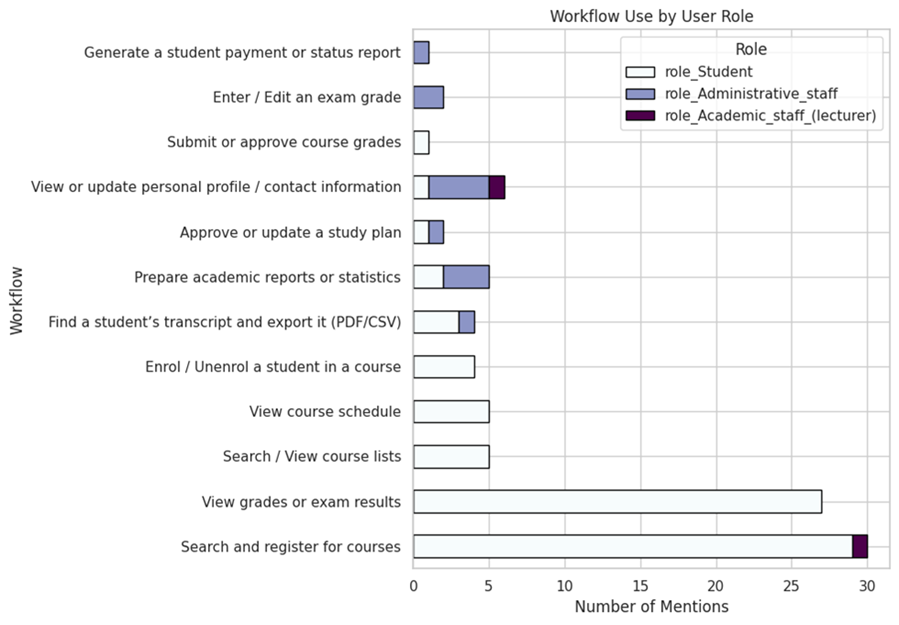 Workflow Use by User Role
Role
role_Student
role_Administrative_staff
role_Academic_staff_(lecturer)
Workflow
Generate a student payment or status report
Enter / Edit an exam grade
Submit or approve course grades
View or update personal profile / contact information
Approve or update a study plan
Prepare academic reports or statistics
Find a student’s transcript and export it (PDF/CSV)
Enrol / Unenrol a student in a course
View course schedule
Search / View course lists
View grades or exam results
Search and register for courses
0 5 10 15 20 25 30
Number of Mentions